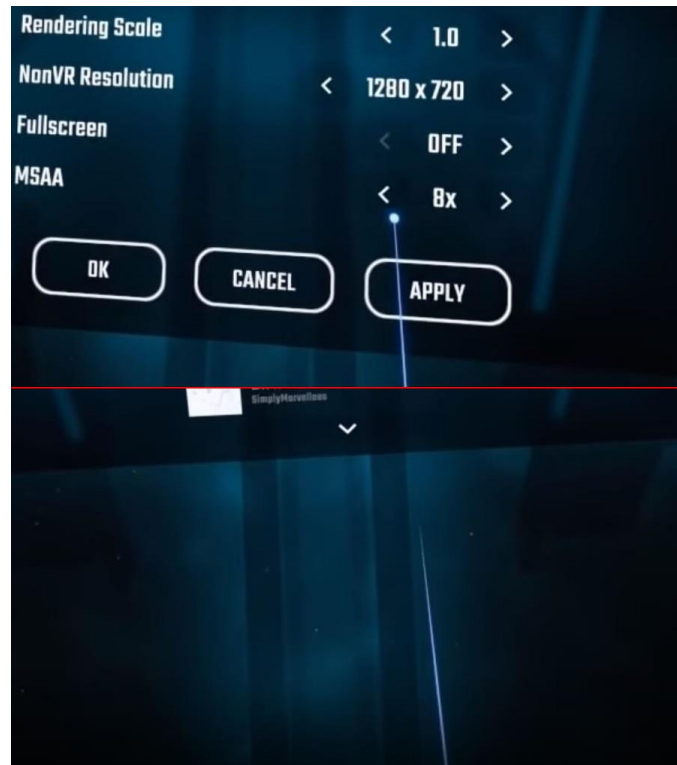 Rendering Scale < 1.0 >
NonVR Resolution < 1280 x 720 >
Fullscreen < OFF >
MSAA < 8x >
OK CANCEL APPLY
SimplyMarvellous